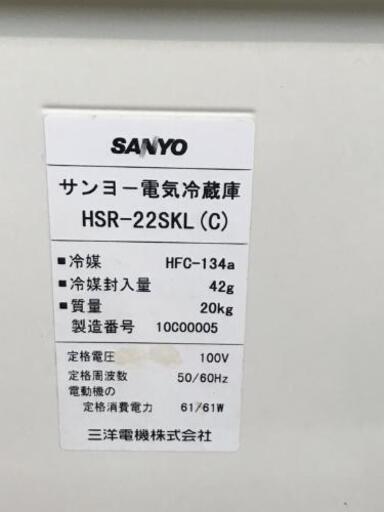 SANYO
サンヨー電気冷蔵庫
HSR-22SKL(C)
■冷媒 HFC-134a
■冷媒封入量 42g
■質量 20kg
製造番号 10C00005
定格電圧 100V
定格周波数 50/60Hz
電動機の
定格消費電力 61/61W
三洋電機株式会社